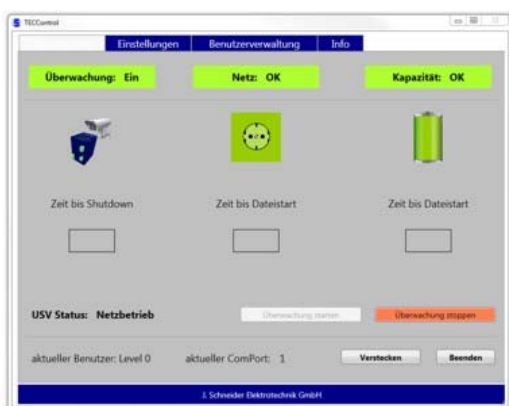 TECControl
Einstellungen Benutzerverwaltung Info
Überwachung: Ein Netz: OK Kapazität: OK
Zeit bis Shutdown Zeit bis Dateistart Zeit bis Dateistart
USV Status: Netzbetrieb Überwachung starten Überwachung stoppen
aktueller Benutzer: Level 0 aktueller ComPort: 1 Verstecken Beenden
J. Schneider Elektrotechnik GmbH